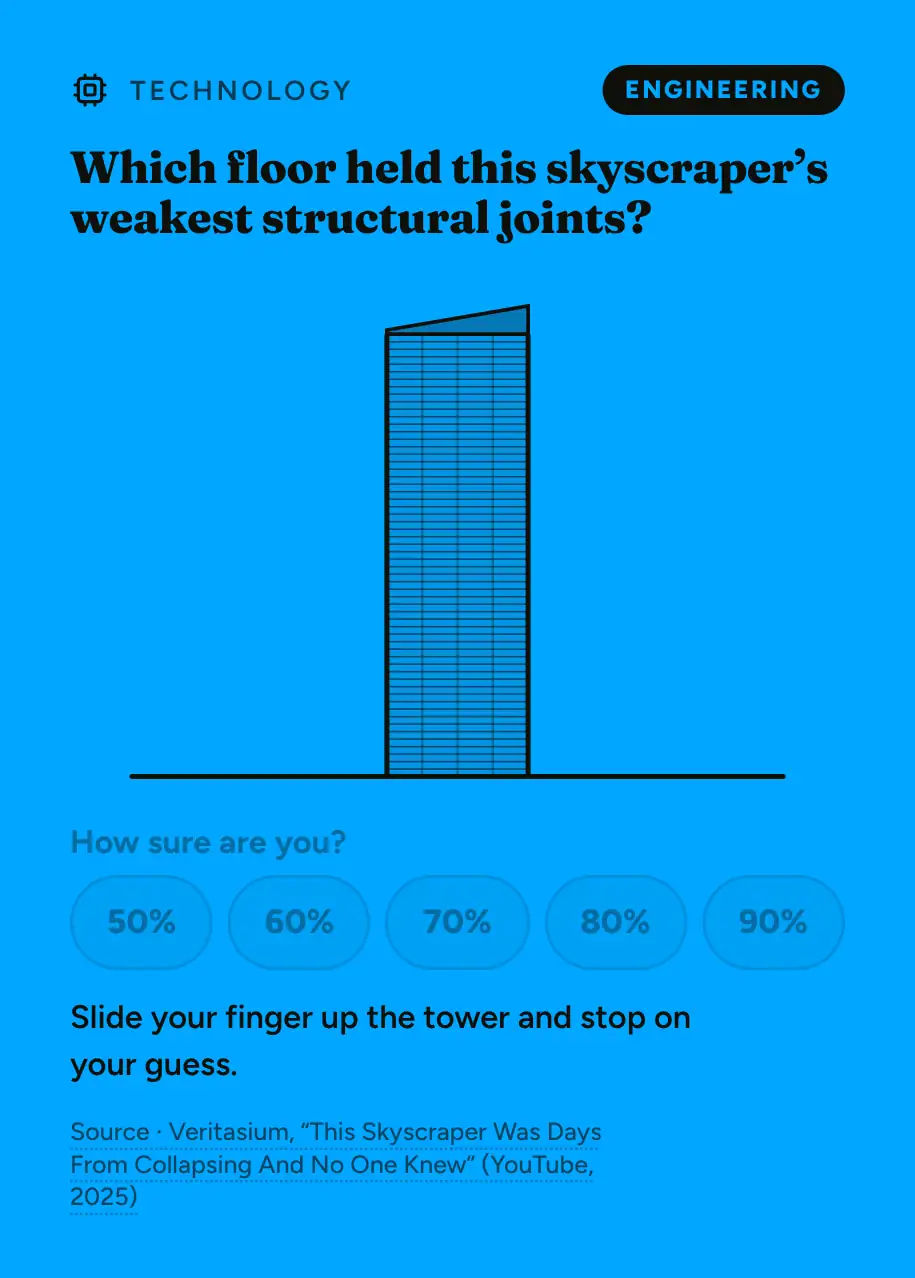 TECHNOLOGY
ENGINEERING
Which floor held this skyscraper’s
weakest structural joints?
How sure are you?
50%
60%
70%
80%
90%
Slide your finger up the tower and stop on
your guess.
Source · Veritasium, “This Skyscraper Was Days
From Collapsing And No One Knew” (YouTube,
2025)